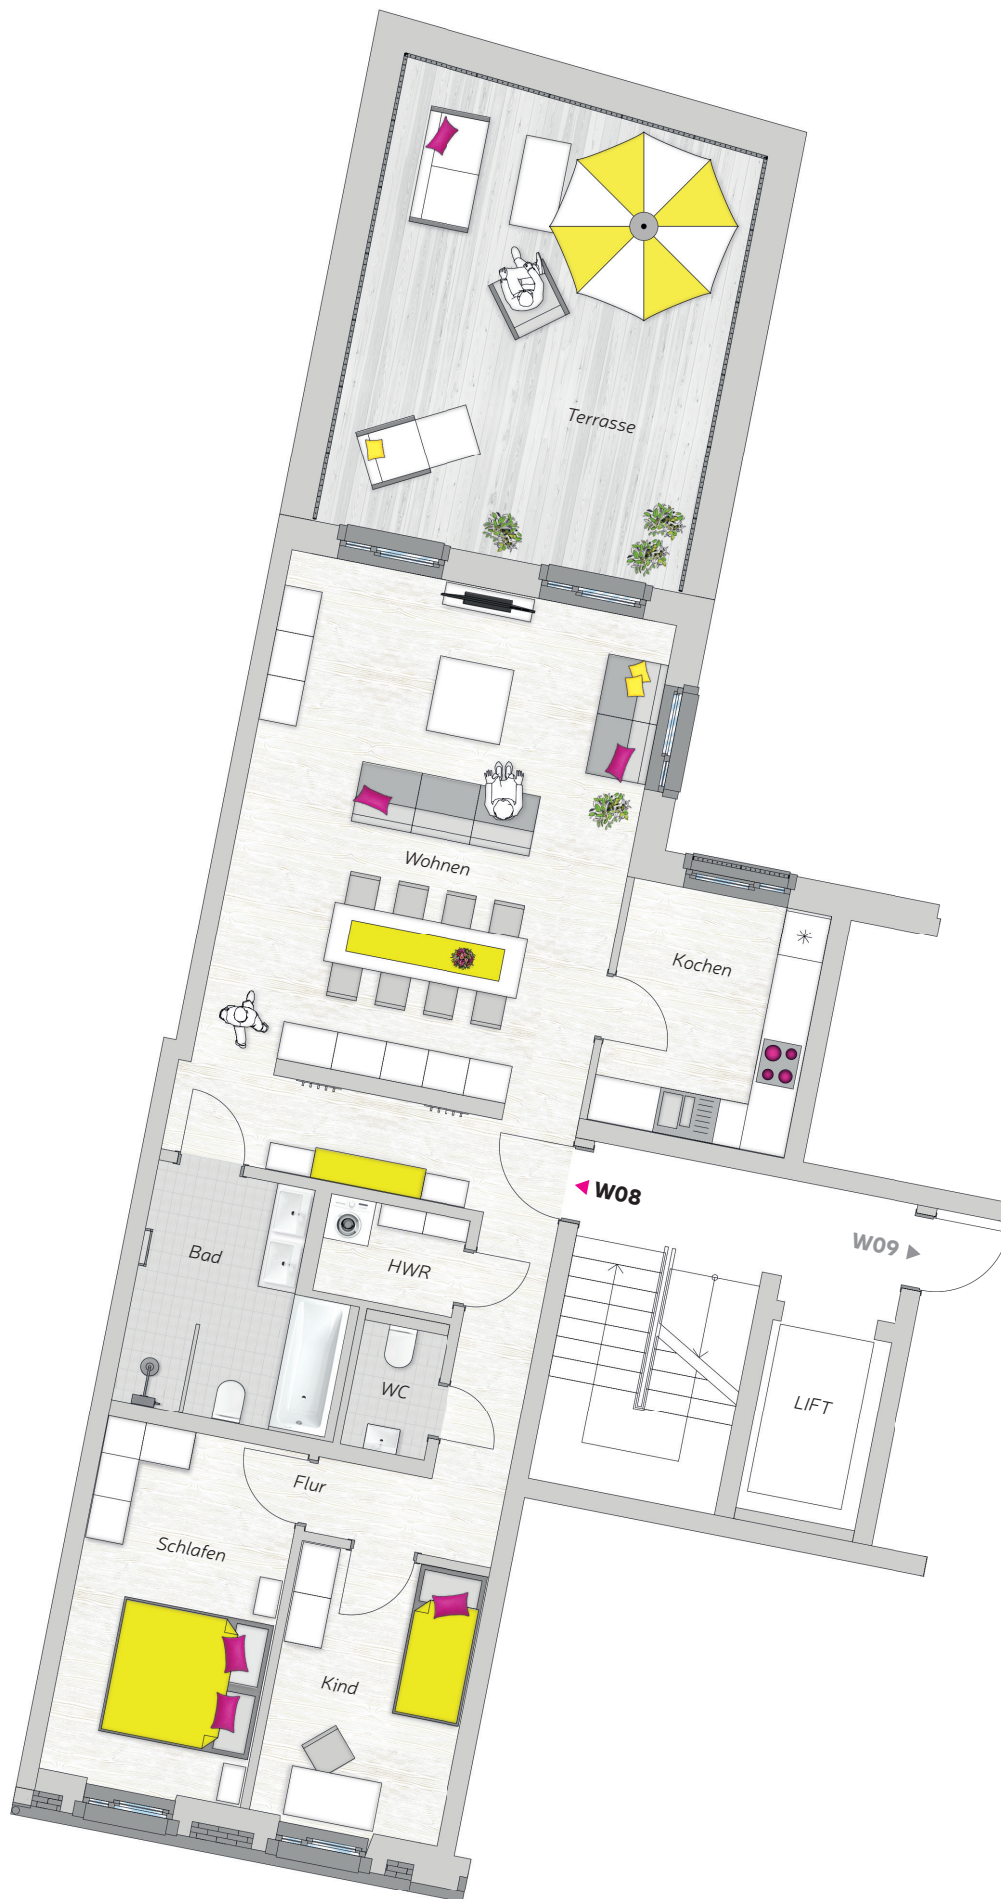 Terrasse
Wohnen
Kochen
W08
W09
Bad
HWR
WC
LIFT
Flur
Schlafen
Kind